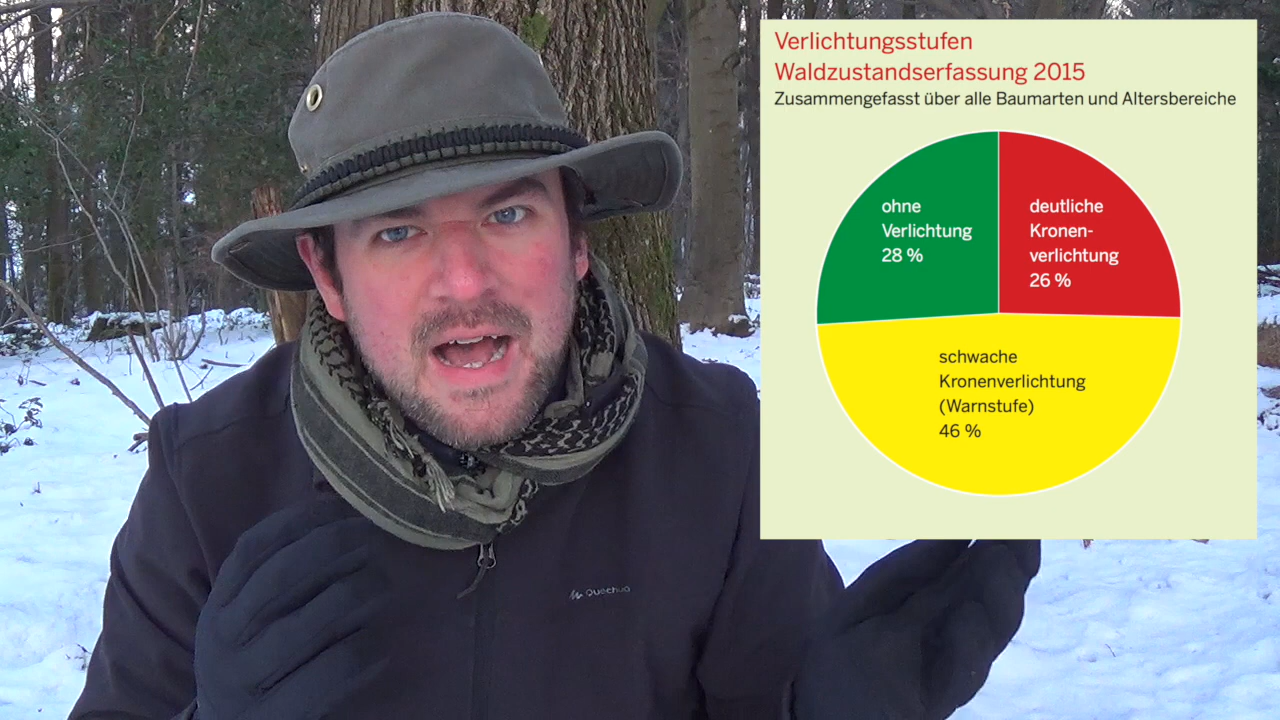 Verlichtungsstufen
Waldzustandserfassung 2015
Zusammengefasst über alle Baumarten und Altersbereiche
ohne
Verlichtung
28 %
deutliche
Kronen-
verlichtung
26 %
schwache
Kronenverlichtung
(Warnstufe)
46 %
Quechua